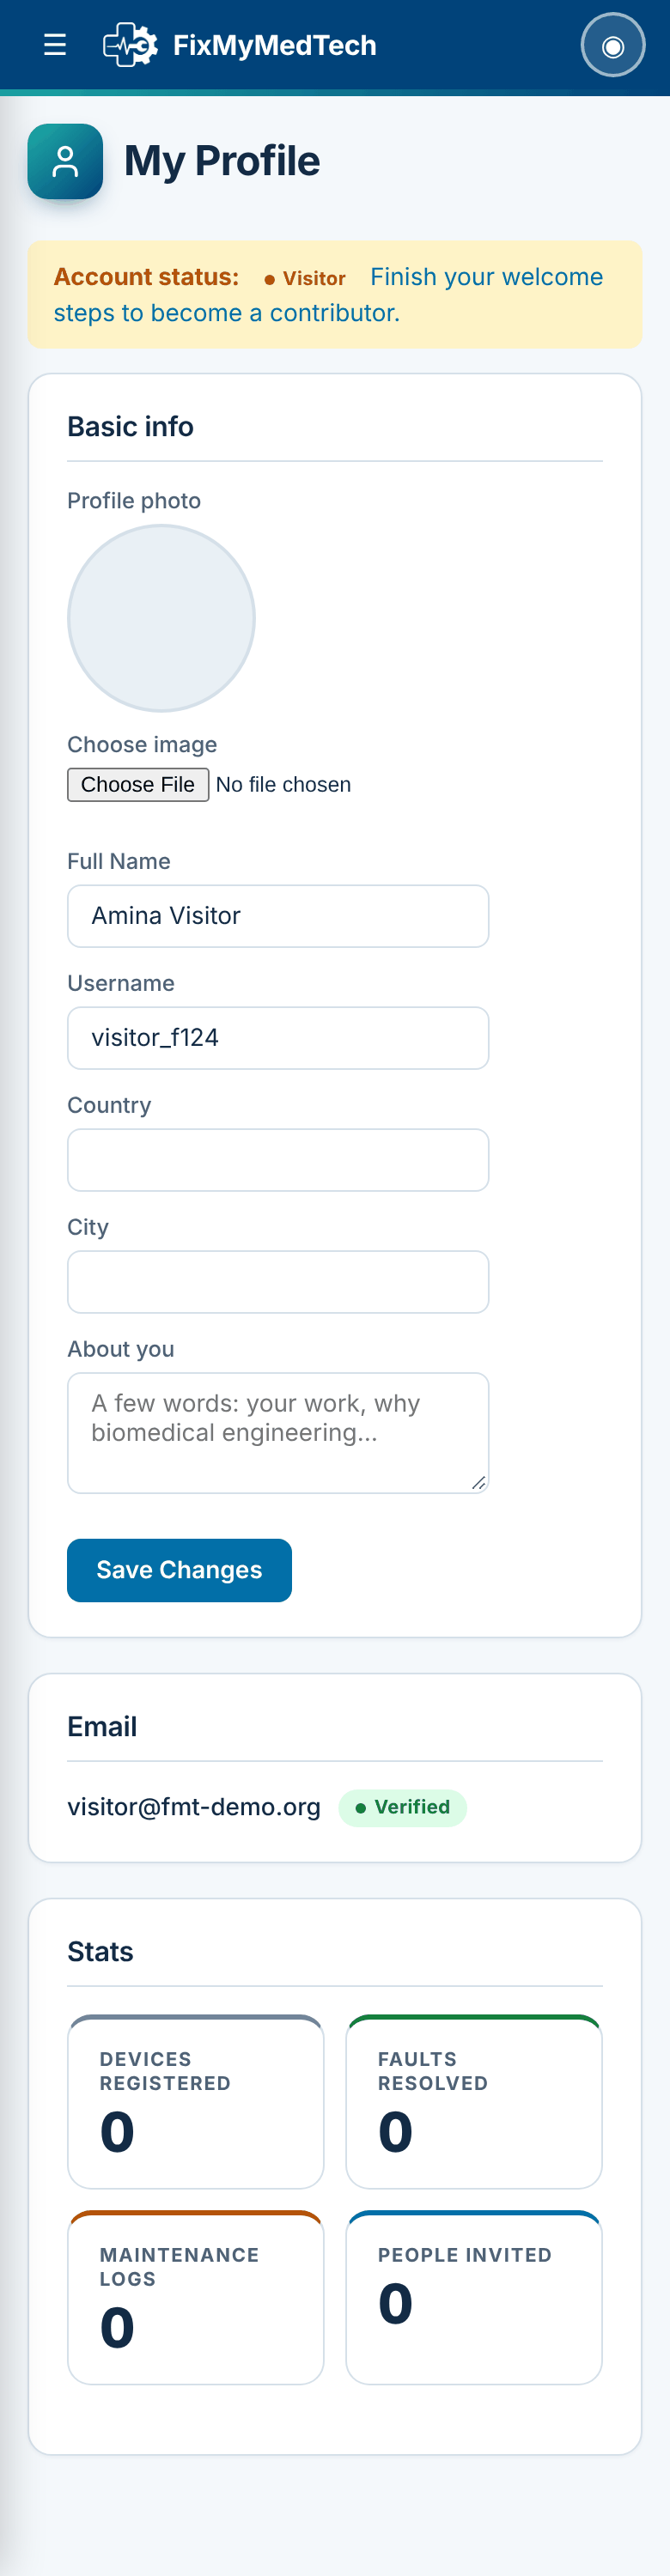 FixMyMedTech
My Profile
Account status: Visitor Finish your welcome
steps to become a contributor.
Basic info
Profile photo
Choose image
Choose File No file chosen
Full Name
Amina Visitor
Username
visitor_f124
Country
City
About you
A few words: your work, why
biomedical engineering...
Save Changes
Email
visitor@fmt-demo.org Verified
Stats
DEVICES
REGISTERED
0
FAULTS
RESOLVED
0
MAINTENANCE
LOGS
0
PEOPLE INVITED
0